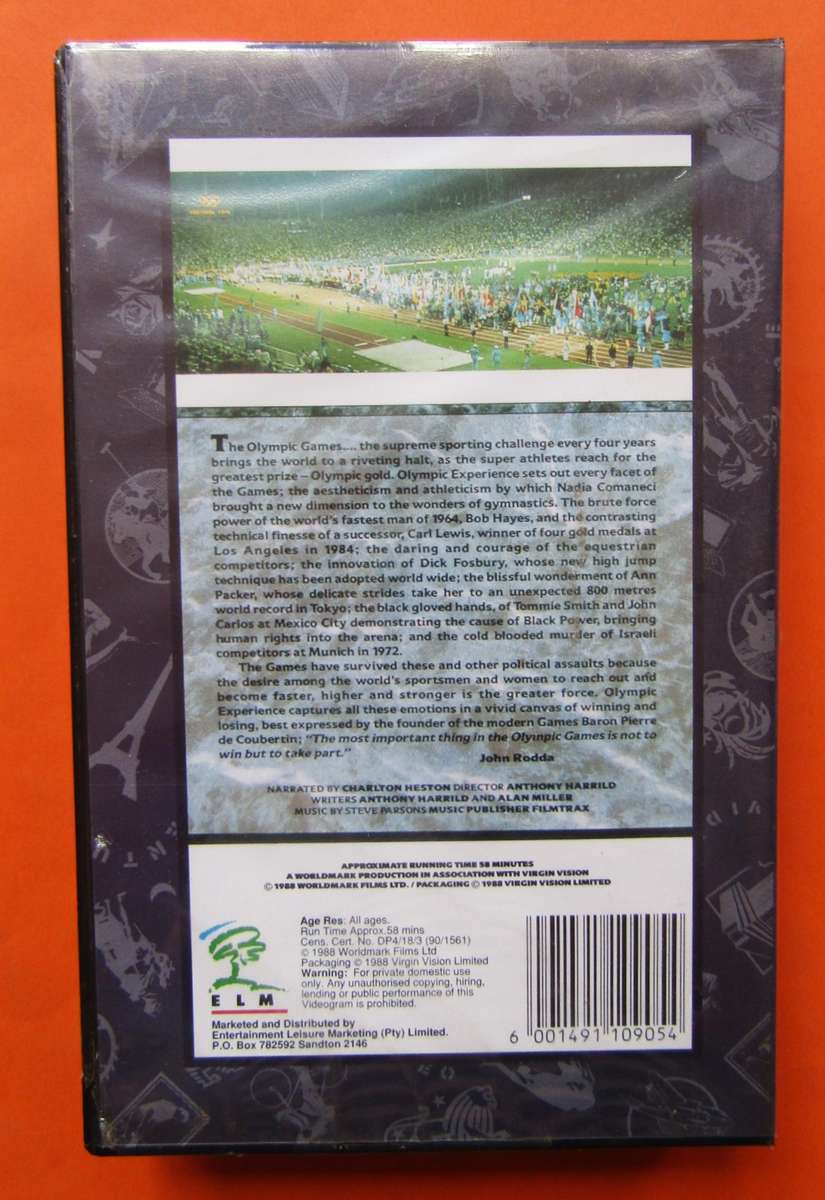 The Olympic Games.... the supreme sporting challenge every four years
brings the world to a riveting halt, as the super athletes reach for the
greatest prize – Olympic gold. Olympic Experience sets out every facet of
the Games; the aestheticism and athleticism by which Nadia Comaneci
brought a new dimension to the wonders of gymnastics. The brute force
power of the world's fastest man of 1964, Bob Hayes, and the contrasting
technical finesse of a successor, Carl Lewis, winner of four gold medals at
Los Angeles in 1984; the daring and courage of the equestrian
competitors; the innovation of Dick Fosbury, whose new high jump
technique has been adopted world wide; the blissful wonderment of Ann
Packer, whose delicate strides take her to an unexpected 800 metres
world record in Tokyo; the black gloved hands, of Tommie Smith and John
Carlos at Mexico City demonstrating the cause of Black Power, bringing
human rights into the arena; and the cold blooded murder of Israeli
competitors at Munich in 1972.
The Games have survived these and other political assaults because
the desire among the world's sportsmen and women to reach out and
become faster, higher and stronger is the greater force. Olympic
Experience captures all these emotions in a vivid canvas of winning and
losing, best expressed by the founder of the modern Games Baron Pierre
de Coubertin; "The most important thing in the Olympic Games is not to
win but to take part."
John Rodda
NARRATED BY CHARLTON HESTON DIRECTOR ANTHONY HARRILD
WRITERS ANTHONY HARRILD AND ALAN MILLER
MUSIC BY STEVE PARSONS MUSIC PUBLISHER FILMTRAX
APPROXIMATE RUNNING TIME 58 MINUTES
A WORLDMARK PRODUCTION IN ASSOCIATION WITH VIRGIN VISION
© 1988 WORLDMARK FILMS LTD. / PACKAGING © 1988 VIRGIN VISION LIMITED
ELM
Age Res: All ages.
Run Time Approx.58 mins
Cens. Cert. No. DP4/18/3 (90/1561)
© 1988 Worldmark Films Ltd
Packaging © 1988 Virgin Vision Limited
Warning: For private domestic use
only. Any unauthorised copying, hiring,
lending or public performance of this
Videogram is prohibited.
Marketed and Distributed by
Entertainment Leisure Marketing (Pty) Limited.
P.O. Box 782592 Sandton 2146
6 001491 109054